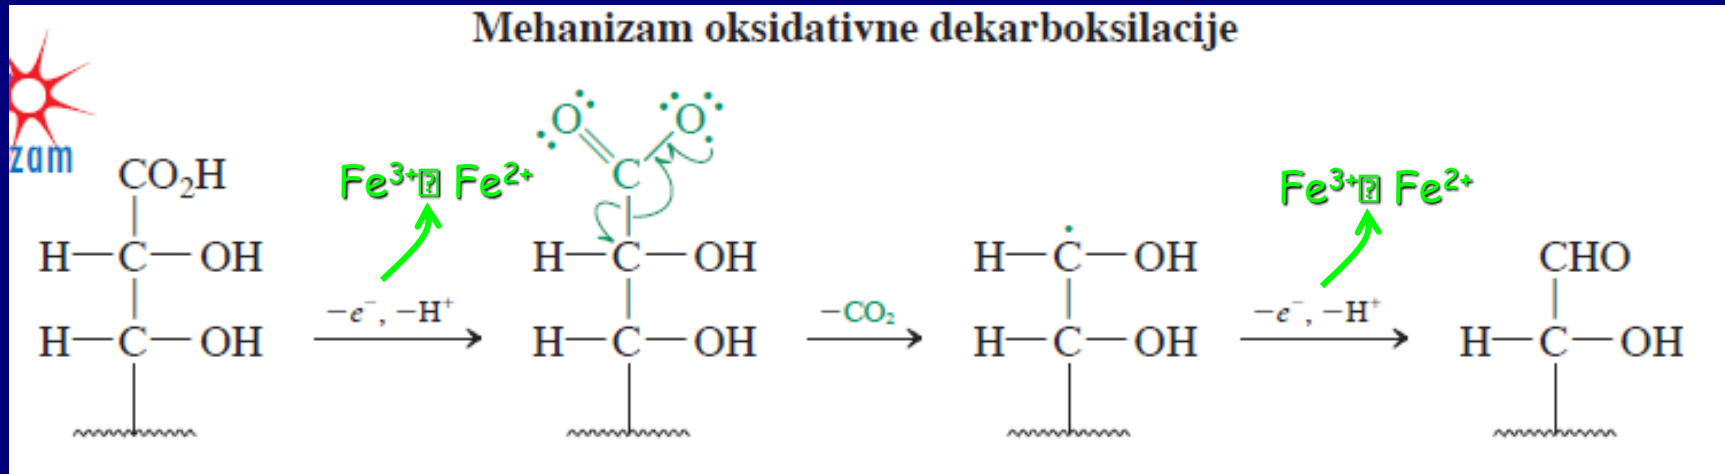 Mehanizam oksidativne dekarboksilacije
zam
CO₂H
H—C—OH
H—C—OH
Fe³⁺ Fe²⁺
−e⁻, −H⁺
O O
C
H—C—OH
H—C—OH
−CO₂
H—C—OH
H—C—OH
Fe³⁺ Fe²⁺
−e⁻, −H⁺
CHO
H—C—OH